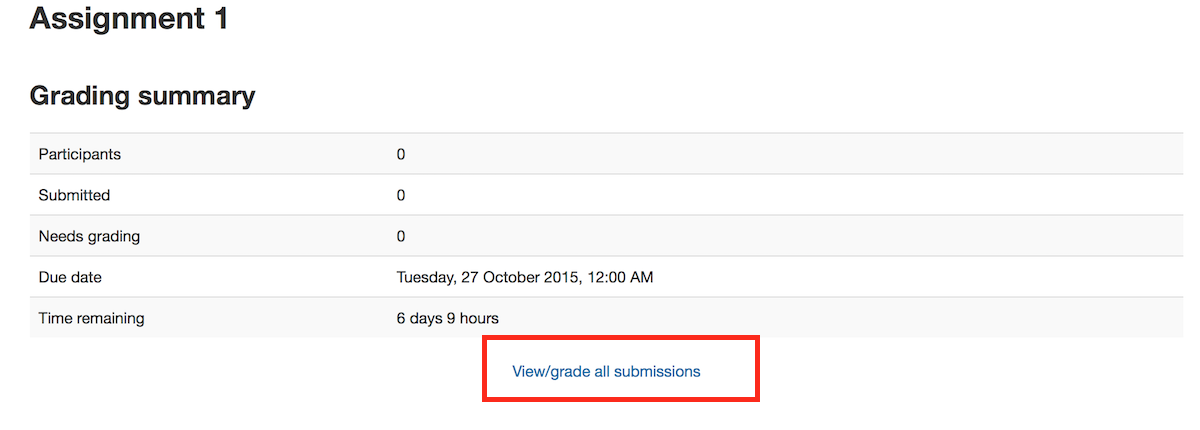 Assignment 1
Grading summary
Participants 0
Submitted 0
Needs grading 0
Due date Tuesday, 27 October 2015, 12:00 AM
Time remaining 6 days 9 hours
View/grade all submissions